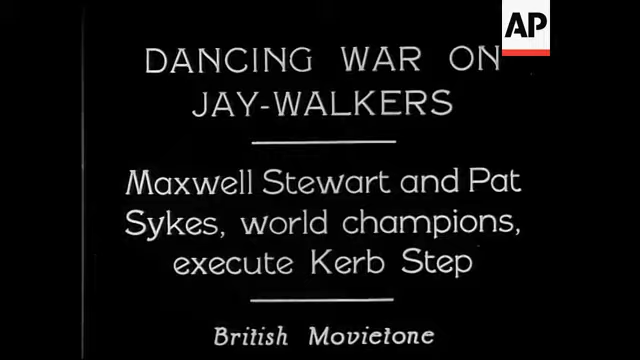 AP
DANCING WAR ON
JAY-WALKERS
Maxwell Stewart and Pat
Sykes, world champions,
execute Kerb Step
British Movietone